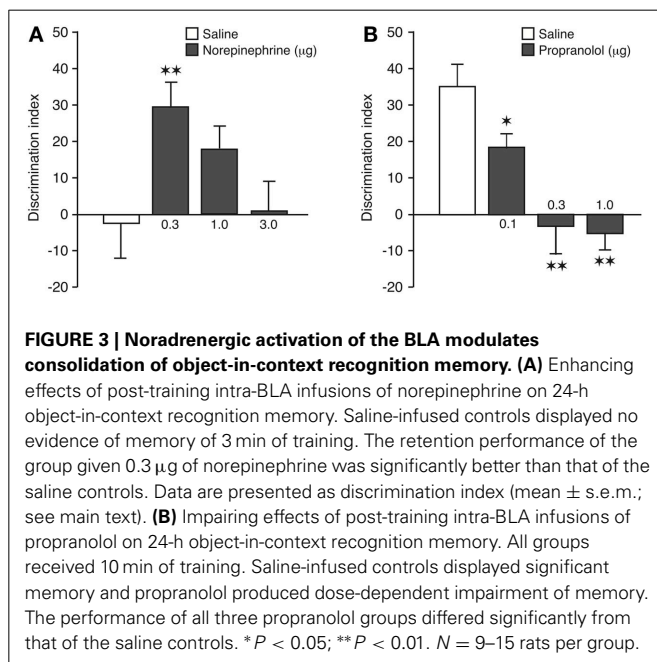 A
50
40
30
20
10
0
-10
-20
Discrimination index
Saline
Norepinephrine (μg)
✶✶
0.3
1.0
3.0
B
50
40
30
20
10
0
-10
-20
Discrimination index
Saline
Propranolol (μg)
✶
0.1
0.3
1.0
✶✶
✶✶
FIGURE 3 | Noradrenergic activation of the BLA modulates
consolidation of object-in-context recognition memory. (A) Enhancing
effects of post-training intra-BLA infusions of norepinephrine on 24-h
object-in-context recognition memory. Saline-infused controls displayed no
evidence of memory of 3 min of training. The retention performance of the
group given 0.3 μg of norepinephrine was significantly better than that of the
saline controls. Data are presented as discrimination index (mean ± s.e.m.;
see main text). (B) Impairing effects of post-training intra-BLA infusions of
propranolol on 24-h object-in-context recognition memory. All groups
received 10 min of training. Saline-infused controls displayed significant
memory and propranolol produced dose-dependent impairment of memory.
The performance of all three propranolol groups differed significantly from
that of the saline controls. *P < 0.05; **P < 0.01. N = 9–15 rats per group.